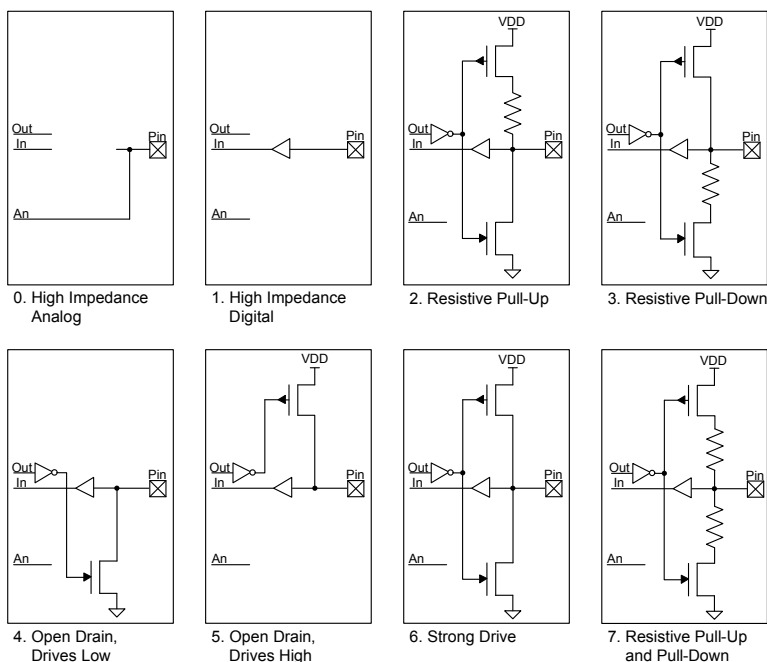 VDD
VDD
Out
In
Pin
An
Out
In
Pin
An
Out
In
Pin
An
Out
In
Pin
An
0. High Impedance
Analog
1. High Impedance
Digital
2. Resistive Pull-Up
3. Resistive Pull-Down
VDD
VDD
VDD
Out
In
Pin
An
Out
In
Pin
An
Out
In
Pin
An
Out
In
Pin
An
4. Open Drain,
Drives Low
5. Open Drain,
Drives High
6. Strong Drive
7. Resistive Pull-Up
and Pull-Down